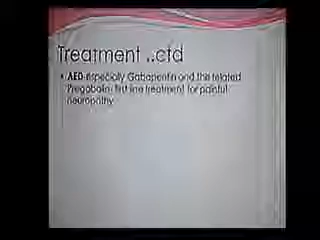 Treatment ..ctd
• AED-especially Gabapentin and the related
Pregabalin- first line treatment for painful
neuropathy